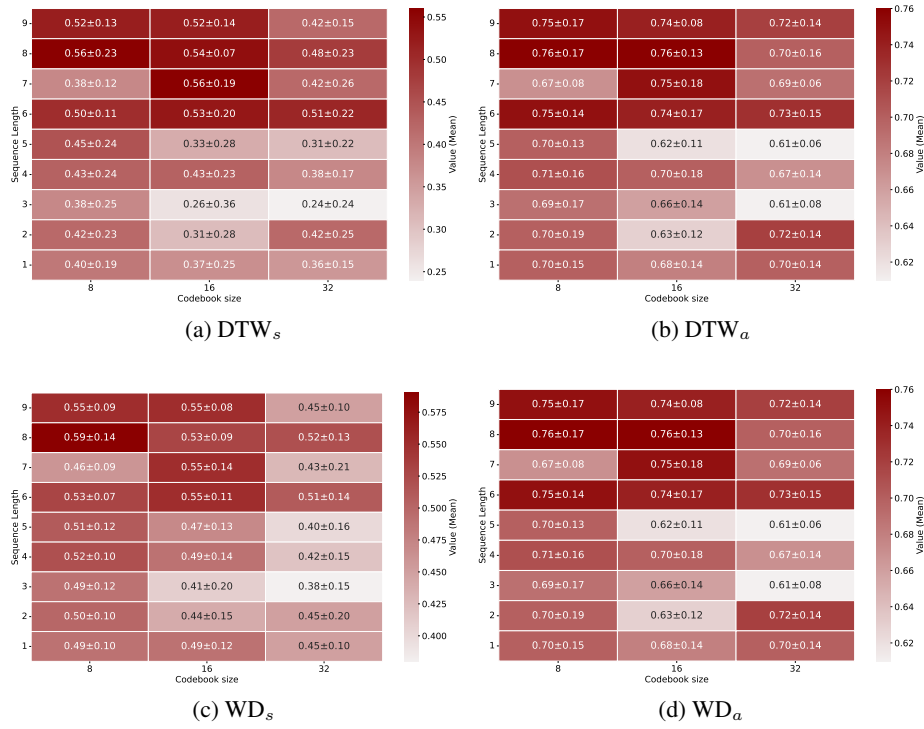 9 0.52±0.13 0.52±0.14 0.42±0.15
8 0.56±0.23 0.54±0.07 0.48±0.23
7 0.38±0.12 0.56±0.19 0.42±0.26
6 0.50±0.11 0.53±0.20 0.51±0.22
5 0.45±0.24 0.33±0.28 0.31±0.22
4 0.43±0.24 0.43±0.23 0.38±0.17
3 0.38±0.25 0.26±0.36 0.24±0.24
2 0.42±0.23 0.31±0.28 0.42±0.25
1 0.40±0.19 0.37±0.25 0.36±0.15
8 16 32
Sequence Length
Codebook size
0.55
0.50
0.45
0.40
0.35
0.30
0.25
Value (Mean)
(a) DTWs
9 0.75±0.17 0.74±0.08 0.72±0.14
8 0.76±0.17 0.76±0.13 0.70±0.16
7 0.67±0.08 0.75±0.18 0.69±0.06
6 0.75±0.14 0.74±0.17 0.73±0.15
5 0.70±0.13 0.62±0.11 0.61±0.06
4 0.71±0.16 0.70±0.18 0.67±0.14
3 0.69±0.17 0.66±0.14 0.61±0.08
2 0.70±0.19 0.63±0.12 0.72±0.14
1 0.70±0.15 0.68±0.14 0.70±0.14
8 16 32
Sequence Length
Codebook size
0.76
0.74
0.72
0.70
0.68
0.66
0.64
0.62
Value (Mean)
(b) DTWa
9 0.55±0.09 0.55±0.08 0.45±0.10
8 0.59±0.14 0.53±0.09 0.52±0.13
7 0.46±0.09 0.55±0.14 0.43±0.21
6 0.53±0.07 0.55±0.11 0.51±0.14
5 0.51±0.12 0.47±0.13 0.40±0.16
4 0.52±0.10 0.49±0.14 0.42±0.15
3 0.49±0.12 0.41±0.20 0.38±0.15
2 0.50±0.10 0.44±0.15 0.45±0.20
1 0.49±0.10 0.49±0.12 0.45±0.10
8 16 32
Sequence Length
Codebook size
0.575
0.550
0.525
0.500
0.475
0.450
0.425
0.400
Value (Mean)
(c) WDs
9 0.75±0.17 0.74±0.08 0.72±0.14
8 0.76±0.17 0.76±0.13 0.70±0.16
7 0.67±0.08 0.75±0.18 0.69±0.06
6 0.75±0.14 0.74±0.17 0.73±0.15
5 0.70±0.13 0.62±0.11 0.61±0.06
4 0.71±0.16 0.70±0.18 0.67±0.14
3 0.69±0.17 0.66±0.14 0.61±0.08
2 0.70±0.19 0.63±0.12 0.72±0.14
1 0.70±0.15 0.68±0.14 0.70±0.14
8 16 32
Sequence Length
Codebook size
0.76
0.74
0.72
0.70
0.68
0.66
0.64
0.62
Value (Mean)
(d) WDa